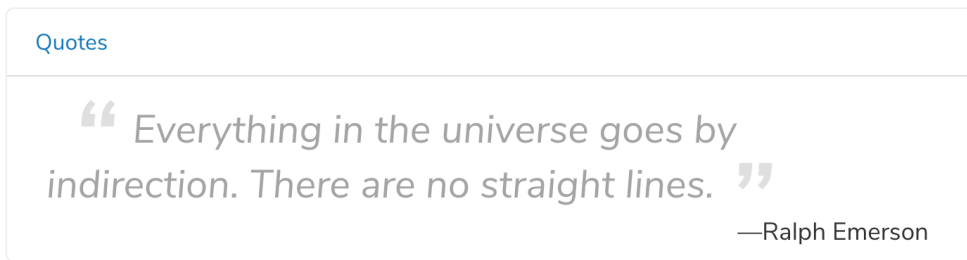 Quotes
“ Everything in the universe goes by
indirection. There are no straight lines. ”
—Ralph Emerson